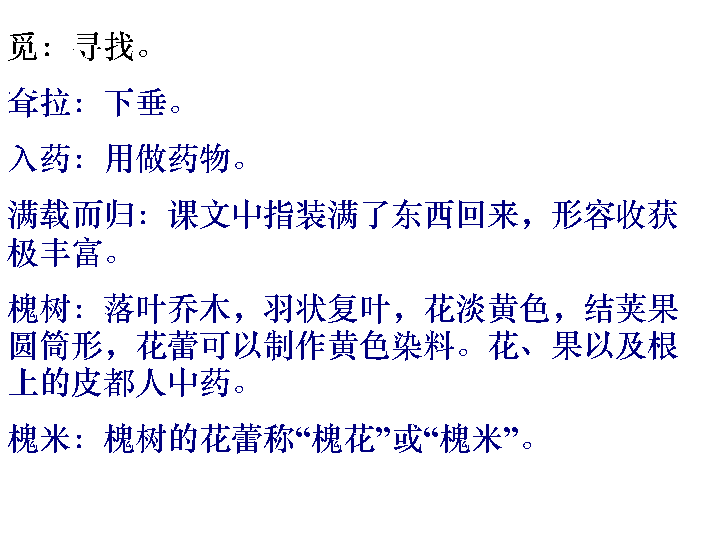 觅：寻找。
耷拉：下垂。
入药：用做药物。
满载而归：课文中指装满了东西回来，形容收获
极丰富。
槐树：落叶乔木，羽状复叶，花淡黄色，结荚果
圆筒形，花蕾可以制作黄色染料。花、果以及根
上的皮都人中药。
槐米：槐树的花蕾称“槐花”或“槐米”。